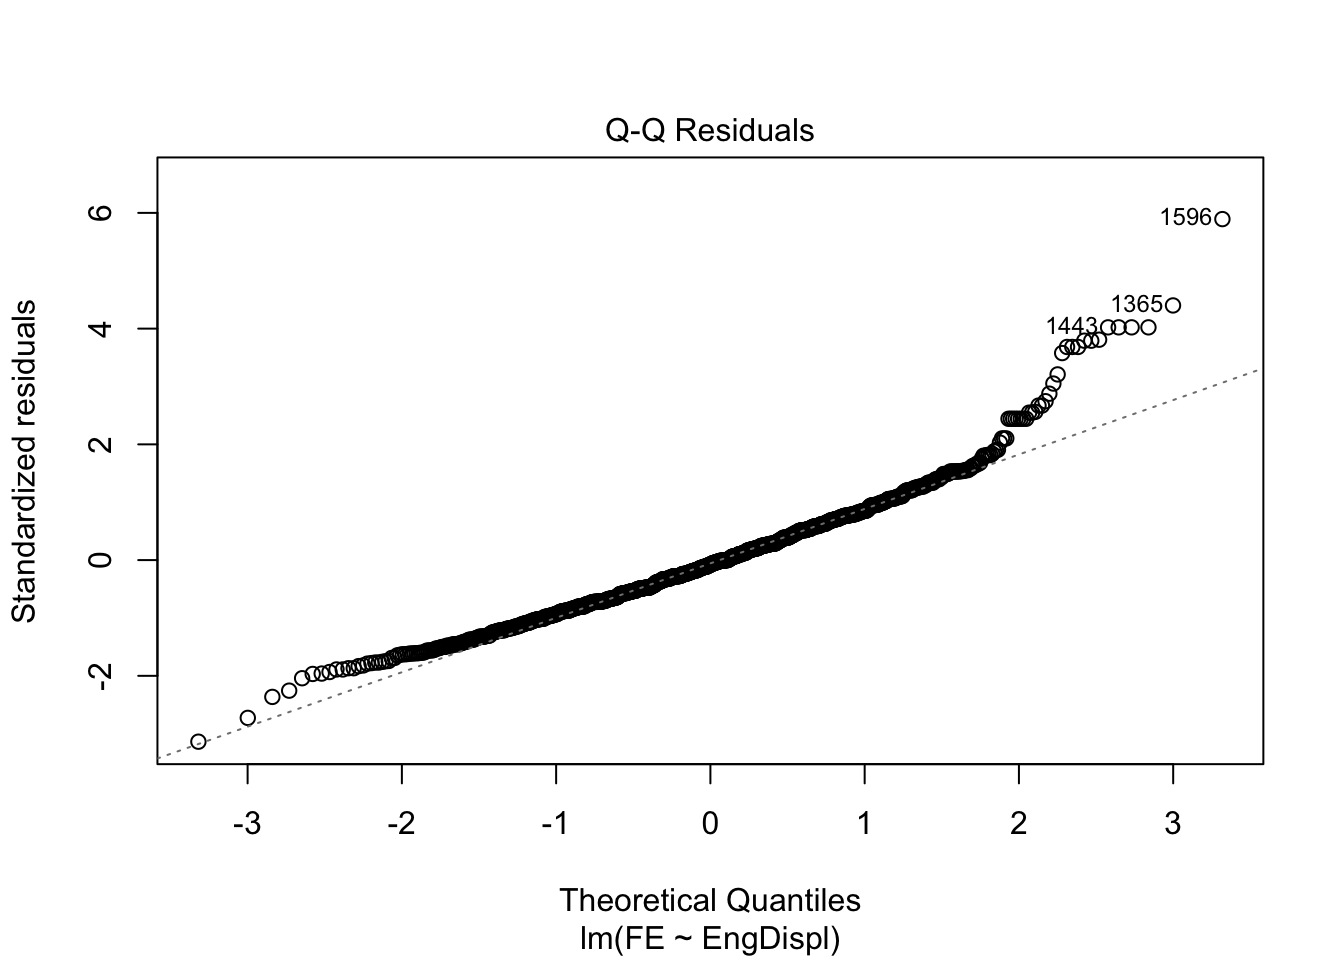 Q-Q Residuals
Standardized residuals
6
4
2
0
-2
1596
1365
1443
-3 -2 -1 0 1 2 3
Theoretical Quantiles
lm(FE ~ EngDispl)